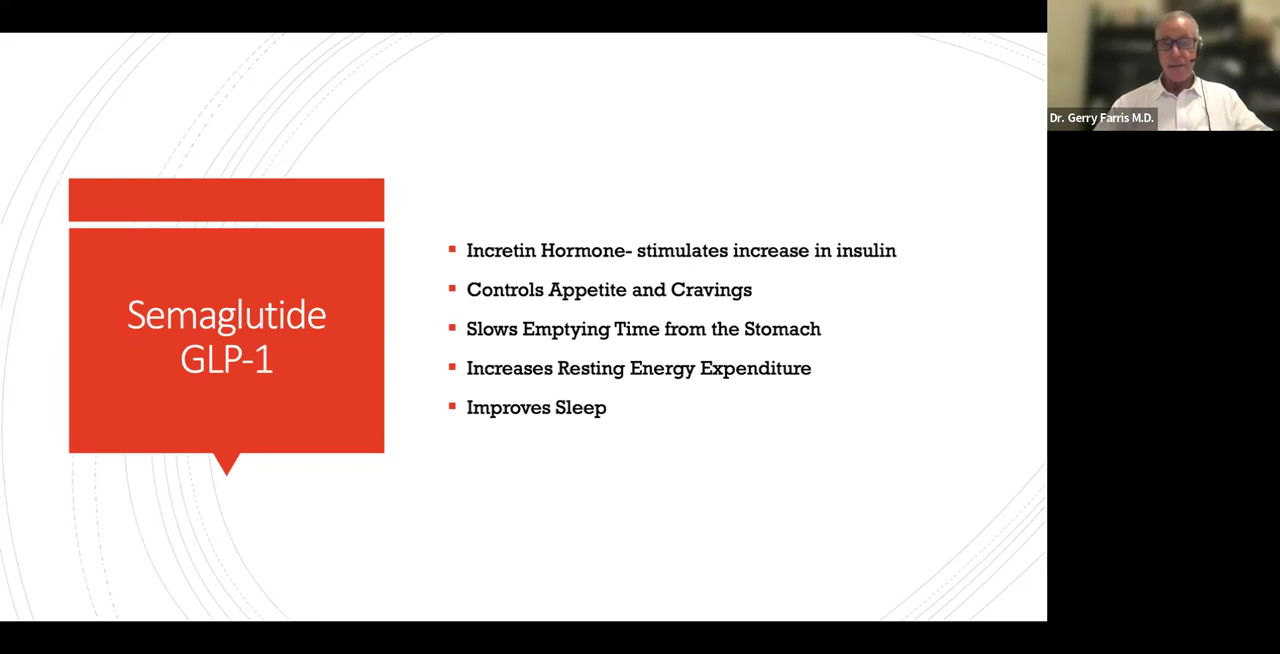 Semaglutide
GLP-1
Incretin Hormone- stimulates increase in insulin
Controls Appetite and Cravings
Slows Emptying Time from the Stomach
Increases Resting Energy Expenditure
Improves Sleep
Dr. Gerry Farris M.D.